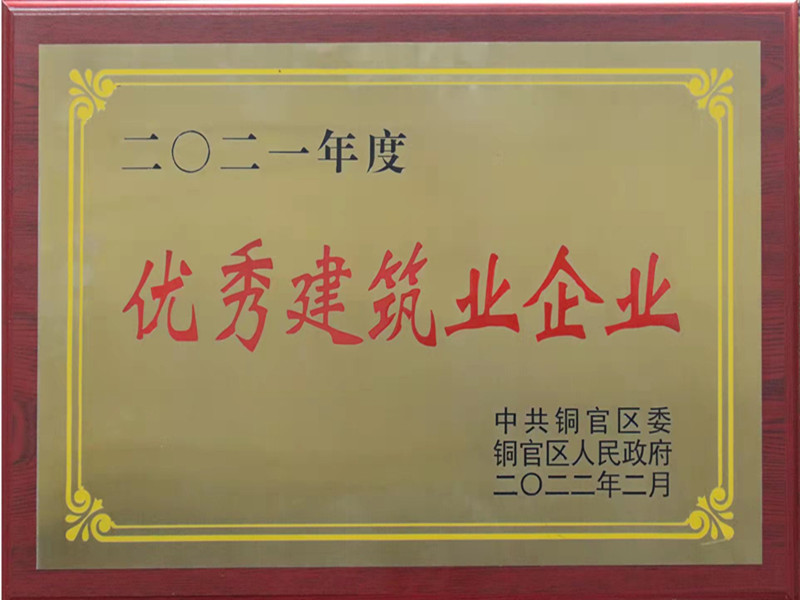 二〇二一年度
优秀建筑业企业
中共铜官区委
铜官区人民政府
二〇二二年二月